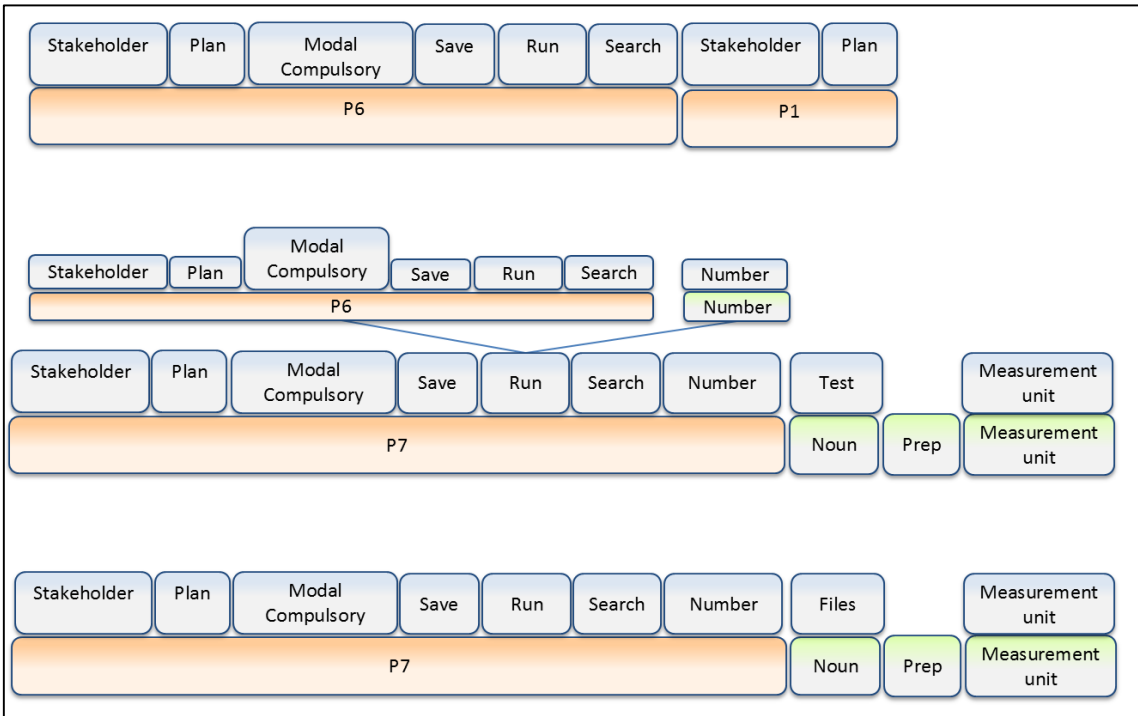 Stakeholder Plan Modal Compulsory Save Run Search Stakeholder Plan
P6 P1
Stakeholder Plan Modal Compulsory Save Run Search Number
P6 Number
Stakeholder Plan Modal Compulsory Save Run Search Number Test Measurement unit
P7 Noun Prep Measurement unit
Stakeholder Plan Modal Compulsory Save Run Search Number Files Measurement unit
P7 Noun Prep Measurement unit